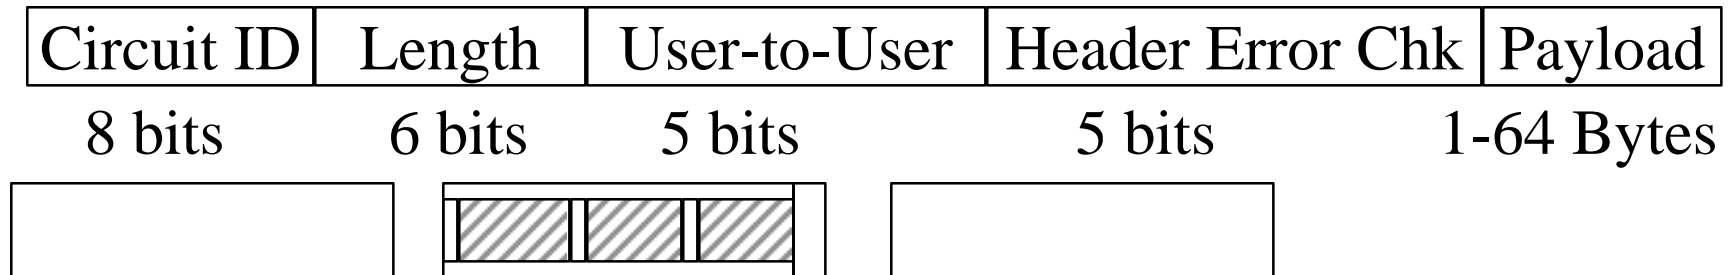 Circuit ID Length User-to-User Header Error Chk Payload
8 bits 6 bits 5 bits 5 bits 1-64 Bytes